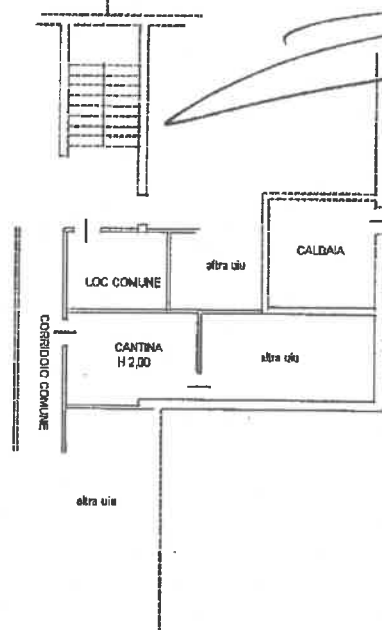 altra uiu
CALDAIA
LOC COMUNE
CANTINA
H 2,00
altra uiu
CORRIDOIO COMUNE
altra uiu